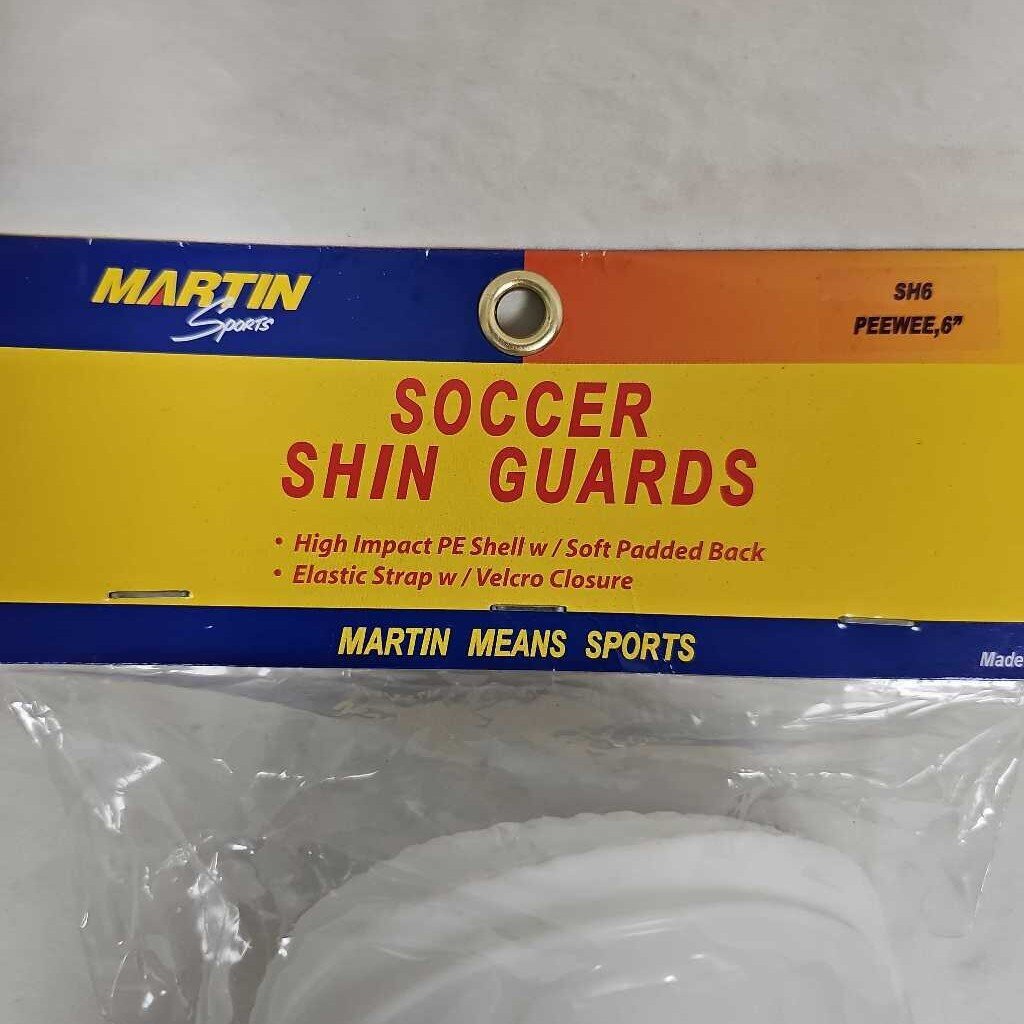 MARTIN
Sports
SH6
PEEWEE,6”
SOCCER
SHIN GUARDS
• High Impact PE Shell w / Soft Padded Back
• Elastic Strap w / Velcro Closure
MARTIN MEANS SPORTS
Made